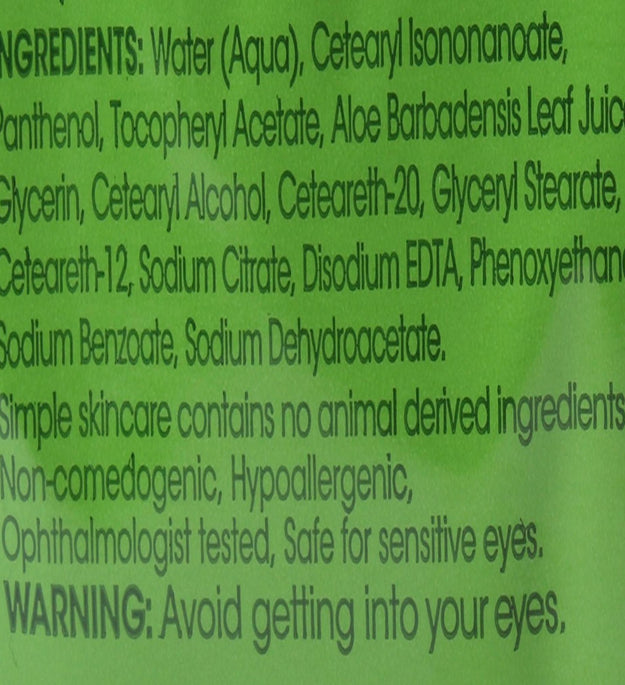 NGREDIENTS: Water (Aqua), Cetearyl Isononanoate,
Panthenol, Tocopheryl Acetate, Aloe Barbadensis Leaf Juic
Glycerin, Cetearyl Alcohol, Ceteareth-20, Glyceryl Stearate,
Ceteareth-12, Sodium Citrate, Disodium EDTA, Phenoxyethan
Sodium Benzoate, Sodium Dehydroacetate.
Simple skincare contains no animal derived ingredients
Non-comedogenic, Hypoallergenic,
Ophthalmologist tested, Safe for sensitive eyes.
WARNING: Avoid getting into your eyes.